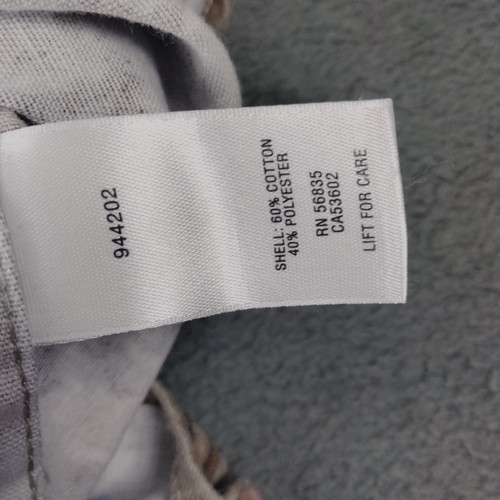 944202
SHELL: 60% COTTON
40% POLYESTER
RN 56835
CA53602
LIFT FOR CARE